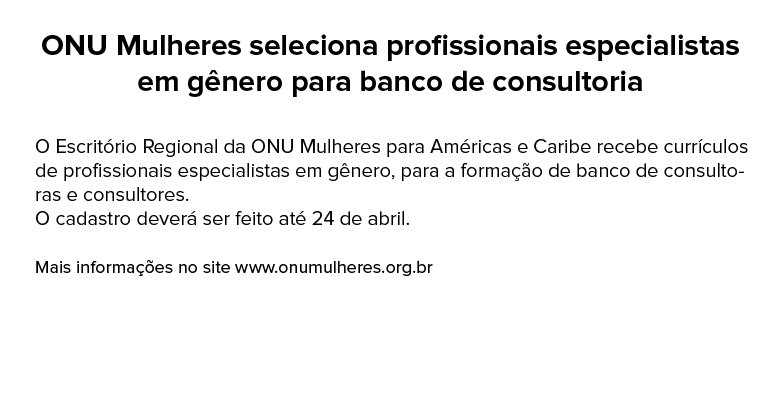 ONU Mulheres seleciona profissionais especialistas
em gênero para banco de consultoria
O Escritório Regional da ONU Mulheres para Américas e Caribe recebe currículos
de profissionais especialistas em gênero, para a formação de banco de consulto-
ras e consultores.
O cadastro deverá ser feito até 24 de abril.
Mais informações no site www.onumulheres.org.br